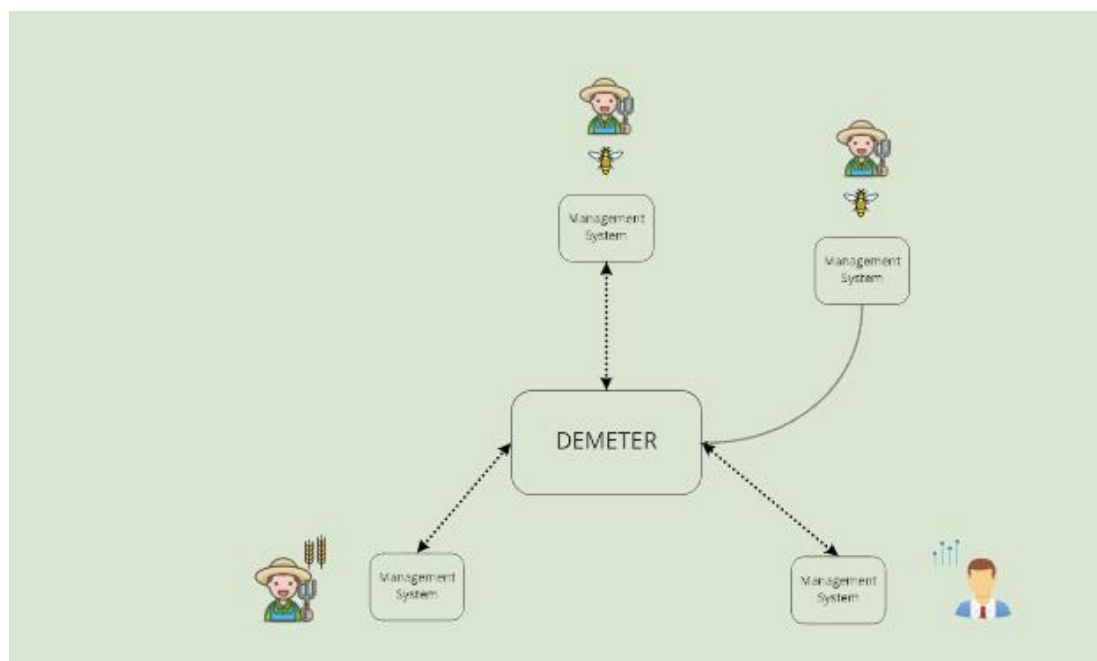 Management
System
Management
System
DEMETER
Management
System
Management
System